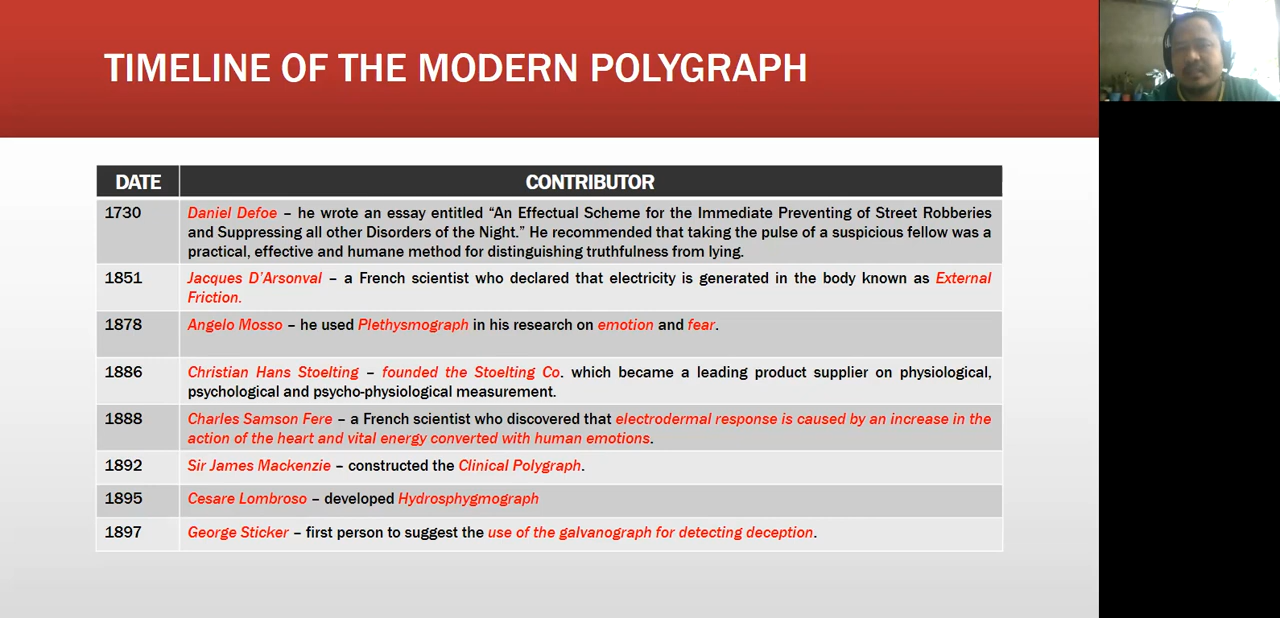 TIMELINE OF THE MODERN POLYGRAPH
DATE CONTRIBUTOR
1730 Daniel Defoe – he wrote an essay entitled “An Effectual Scheme for the Immediate Preventing of Street Robberies
and Suppressing all other Disorders of the Night.” He recommended that taking the pulse of a suspicious fellow was a
practical, effective and humane method for distinguishing truthfulness from lying.
1851 Jacques D’Arsonval – a French scientist who declared that electricity is generated in the body known as External
Friction.
1878 Angelo Mosso – he used Plethysmograph in his research on emotion and fear.
1886 Christian Hans Stoelting – founded the Stoelting Co. which became a leading product supplier on physiological,
psychological and psycho-physiological measurement.
1888 Charles Samson Fere – a French scientist who discovered that electrodermal response is caused by an increase in the
action of the heart and vital energy converted with human emotions.
1892 Sir James Mackenzie – constructed the Clinical Polygraph.
1895 Cesare Lombroso – developed Hydrosphygmograph
1897 George Sticker – first person to suggest the use of the galvanograph for detecting deception.